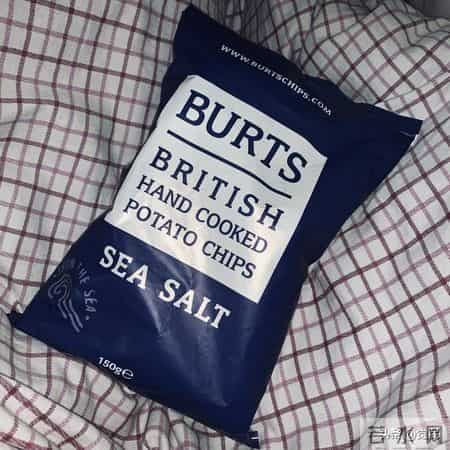 WWW.BURTSCHIPS.COM
BURTS
BRITISH
HAND COOKED
POTATO CHIPS
SEA SALT
THE SEA
150g℮